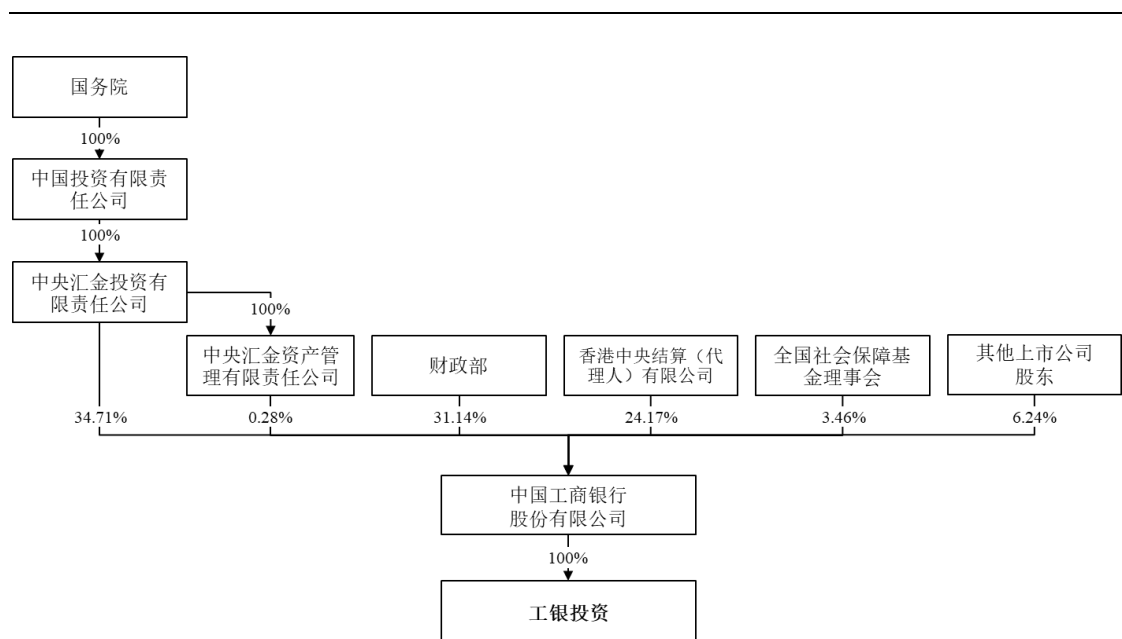 国务院
100%
中国投资有限责
任公司
100%
中央汇金投资有
限责任公司
100%
中央汇金资产管
理有限责任公司
财政部
香港中央结算（代
理人）有限公司
全国社会保障基
金理事会
其他上市公司
股东
34.71%
0.28%
31.14%
24.17%
3.46%
6.24%
中国工商银行
股份有限公司
100%
工银投资